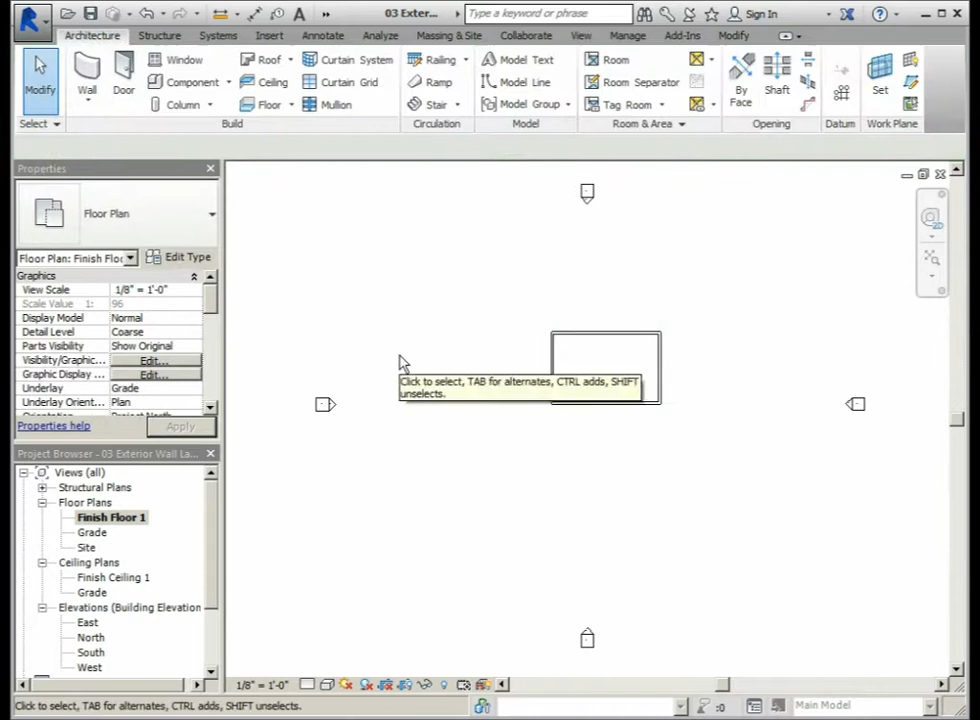 03 Exter...
Type a keyword or phrase
Sign In
Architecture Structure Systems Insert Annotate Analyze Massing & Site Collaborate View Manage Add-Ins Modify
Modify
Wall
Door
Window
Component
Column
Roof
Ceiling
Floor
Curtain System
Curtain Grid
Mullion
Railing
Ramp
Stair
Model Text
Model Line
Model Group
Room
Room Separator
Tag Room
By
Face
Shaft
Set
Select
Build
Circulation
Model
Room & Area
Opening
Datum
Work Plane
Properties
Floor Plan
Floor Plan: Finish Floo
Edit Type
Graphics
View Scale 1/8" = 1'-0"
Scale Value 1: 96
Display Model Normal
Detail Level Coarse
Parts Visibility Show Original
Visibility/Graphic... Edit...
Graphic Display ... Edit...
Underlay Grade
Underlay Orient... Plan
Properties help
Apply
Project Browser - 03 Exterior Wall La...
Views (all)
Structural Plans
Floor Plans
Finish Floor 1
Grade
Site
Ceiling Plans
Finish Ceiling 1
Grade
Elevations (Building Elevation
East
North
South
West
2D
Click to select, TAB for alternates, CTRL adds, SHIFT
unselects.
1/8" = 1'-0"
Click to select, TAB for alternates, CTRL adds, SHIFT unselects.
:0
Main Model